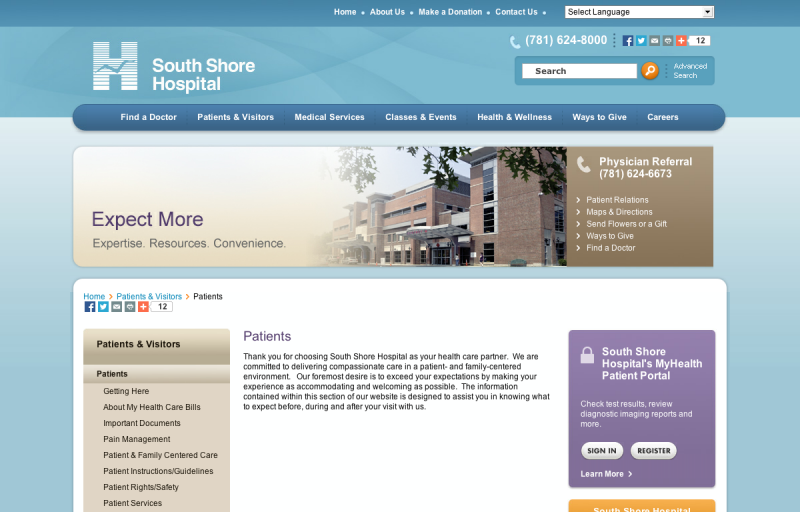 Home
About Us
Make a Donation
Contact Us
Select Language
(781) 624-8000
12
South Shore
Hospital
Search
Advanced
Search
Find a Doctor
Patients & Visitors
Medical Services
Classes & Events
Health & Wellness
Ways to Give
Careers
Expect More
Expertise. Resources. Convenience.
Physician Referral
(781) 624-6673
Patient Relations
Maps & Directions
Send Flowers or a Gift
Ways to Give
Find a Doctor
Home > Patients & Visitors > Patients
12
Patients & Visitors
Patients
Getting Here
About My Health Care Bills
Important Documents
Pain Management
Patient & Family Centered Care
Patient Instructions/Guidelines
Patient Rights/Safety
Patient Services
Patients
Thank you for choosing South Shore Hospital as your health care partner. We are
committed to delivering compassionate care in a patient- and family-centered
environment. Our foremost desire is to exceed your expectations by making your
experience as accommodating and welcoming as possible. The information
contained within this section of our website is designed to assist you in knowing what
to expect before, during and after your visit with us.
South Shore
Hospital's MyHealth
Patient Portal
Check test results, review
diagnostic imaging reports and
more.
SIGN IN
REGISTER
Learn More >
South Shore Hospital